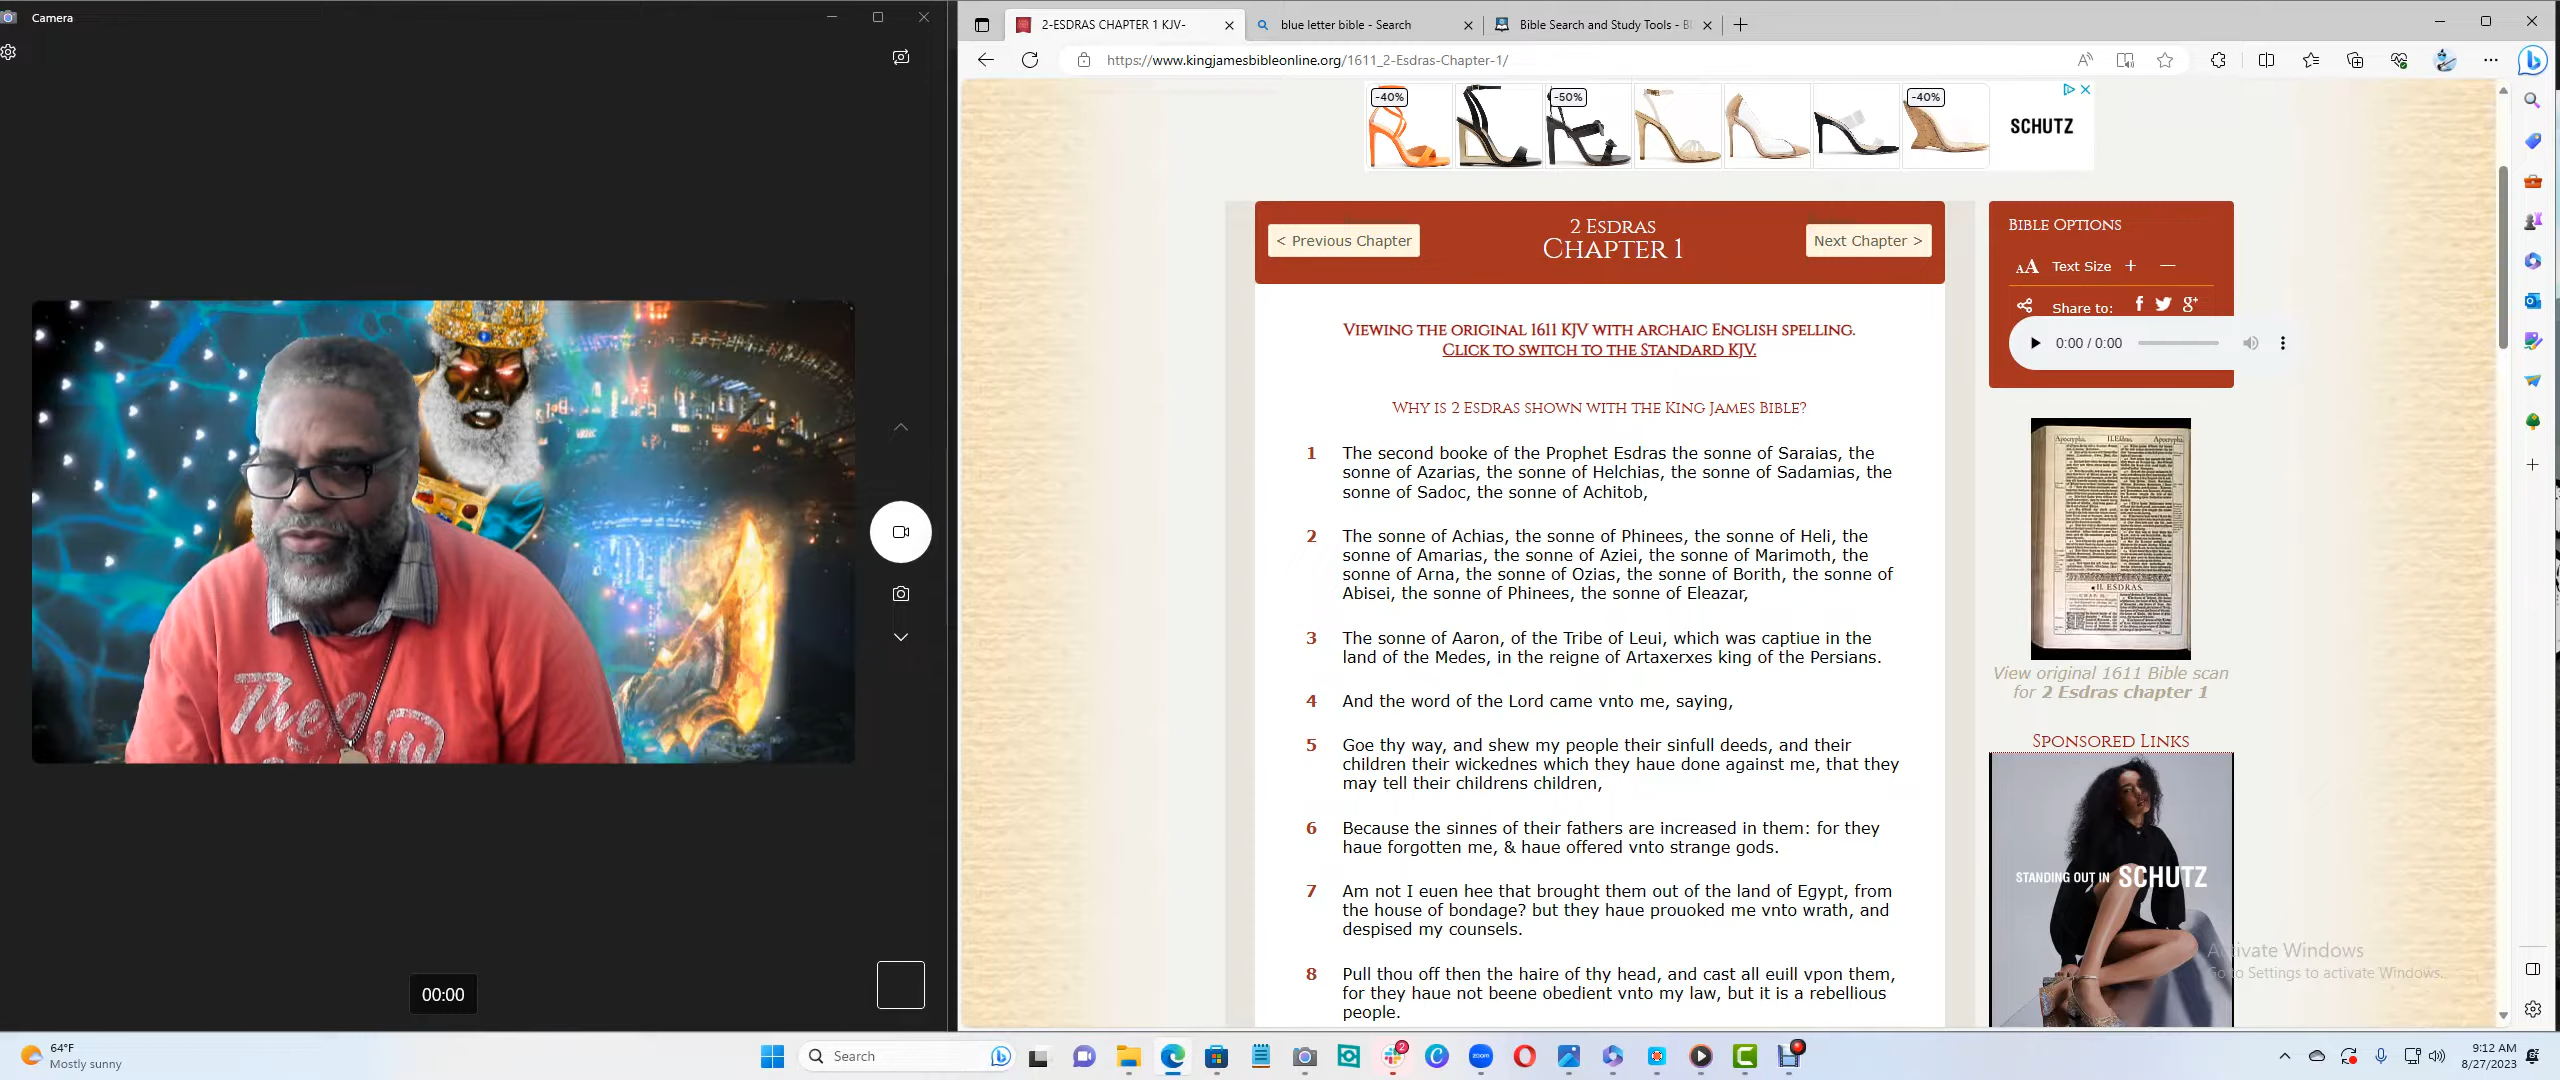 Camera
2-ESDRAS CHAPTER 1 KJV-
blue letter bible - Search
Bible Search and Study Tools - Bl
https://www.kingjamesbibleonline.org/1611_2-Esdras-Chapter-1/
-40%
-50%
-40%
SCHUTZ
< Previous Chapter
2 Esdras
Chapter 1
Next Chapter >
Bible Options
AA Text Size + —
Share to:
0:00 / 0:00
Viewing the original 1611 KJV with archaic English spelling.
Click to switch to the Standard KJV.
Why is 2 Esdras shown with the King James Bible?
1 The second booke of the Prophet Esdras the sonne of Saraias, the
sonne of Azarias, the sonne of Helchias, the sonne of Sadamias, the
sonne of Sadoc, the sonne of Achitob,
2 The sonne of Achias, the sonne of Phinees, the sonne of Heli, the
sonne of Amarias, the sonne of Aziei, the sonne of Marimoth, the
sonne of Arna, the sonne of Ozias, the sonne of Borith, the sonne of
Abisei, the sonne of Phinees, the sonne of Eleazar,
3 The sonne of Aaron, of the Tribe of Leui, which was captiue in the
land of the Medes, in the reigne of Artaxerxes king of the Persians.
4 And the word of the Lord came vnto me, saying,
5 Goe thy way, and shew my people their sinfull deeds, and their
children their wickednes which they haue done against me, that they
may tell their childrens children,
6 Because the sinnes of their fathers are increased in them: for they
haue forgotten me, & haue offered vnto strange gods.
7 Am not I euen hee that brought them out of the land of Egypt, from
the house of bondage? but they haue prouoked me vnto wrath, and
despised my counsels.
8 Pull thou off then the haire of thy head, and cast all euill vpon them,
for they haue not beene obedient vnto my law, but it is a rebellious
people.
Apocrypha. II.Esdras. Apocrypha.
II. ESDRAS.
View original 1611 Bible scan
for 2 Esdras chapter 1
Sponsored Links
STANDING OUT IN SCHUTZ
Activate Windows
Go to Settings to activate Windows.
00:00
64°F
Mostly sunny
Search
zoom
2
9:12 AM
8/27/2023